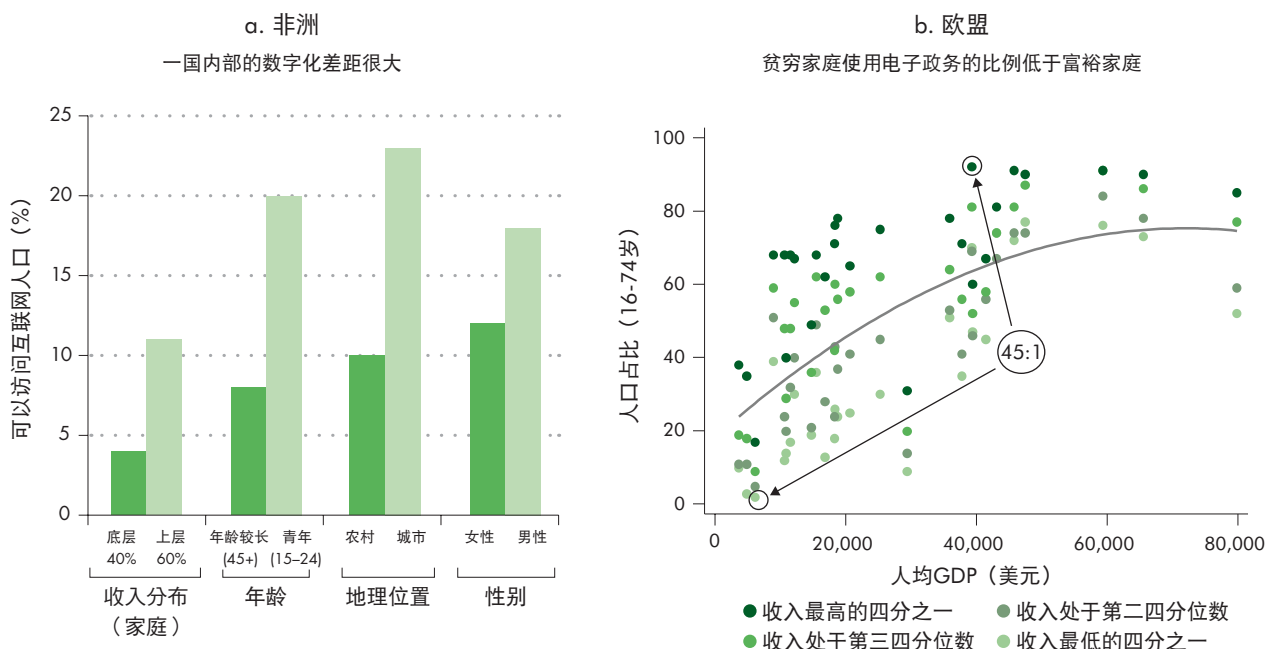 a. 非洲
一国内部的数字化差距很大
可以访问互联网人口（%）
25
20
15
10
5
0
底层 上层 年龄较长 青年 农村 城市 女性 男性
40% 60% (45+) (15–24)
收入分布 年龄 地理位置 性别
（家庭）
b. 欧盟
贫穷家庭使用电子政务的比例低于富裕家庭
人口占比（16-74岁）
100
80
60
40
20
0
45:1
0 20,000 40,000 60,000 80,000
人均GDP（美元）
收入最高的四分之一 收入处于第二四分位数
收入处于第三四分位数 收入最低的四分之一